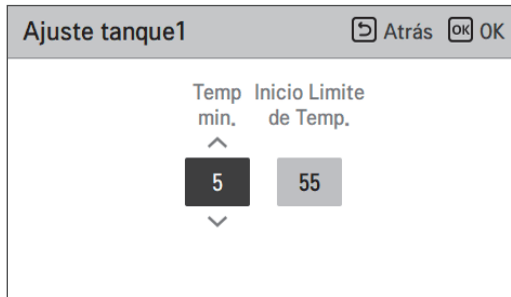 Ajuste tanque1
Atrás OK OK
Temp Inicio Limite
min. de Temp.
5 55